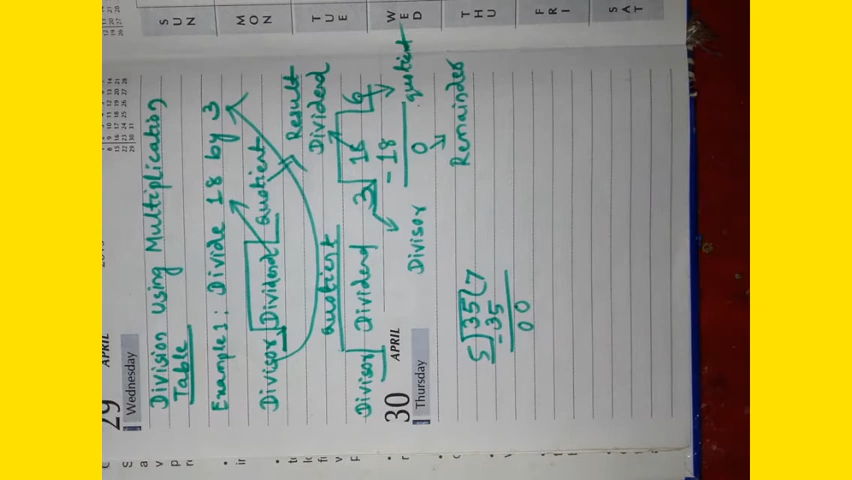 SUN MON TUE WED THU FRI SAT
29 APRIL
Wednesday
Division Using Multiplication
Table
Example 1: Divide 18 by 3
Divisor Dividend Quotient
Result
Quotient
Dividend
Divisor Dividend 3 18 6
-18
quotient
0
Divisor
Remainder
30 APRIL
Thursday
5 35 7
-35
00